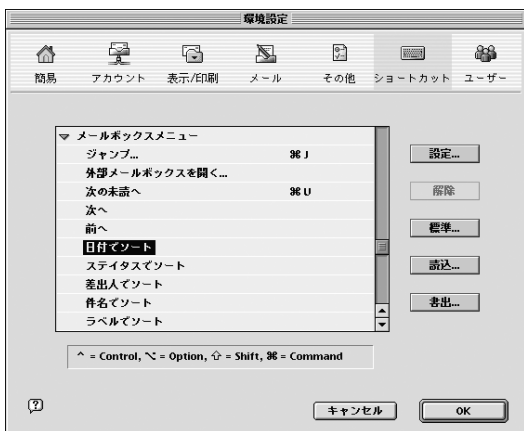 環境設定
簡易 アカウント 表示/印刷 メール その他 ショートカット ユーザー
メールボックスメニュー
ジャンプ... ⌘ J
外部メールボックスを開く...
次の未読へ ⌘ U
次へ
前へ
日付でソート
ステイタスでソート
差出人でソート
件名でソート
ラベルでソート
設定...
解除
標準...
読込...
書出...
^ = Control, ⌥ = Option, ⇧ = Shift, ⌘ = Command
?
キャンセル OK